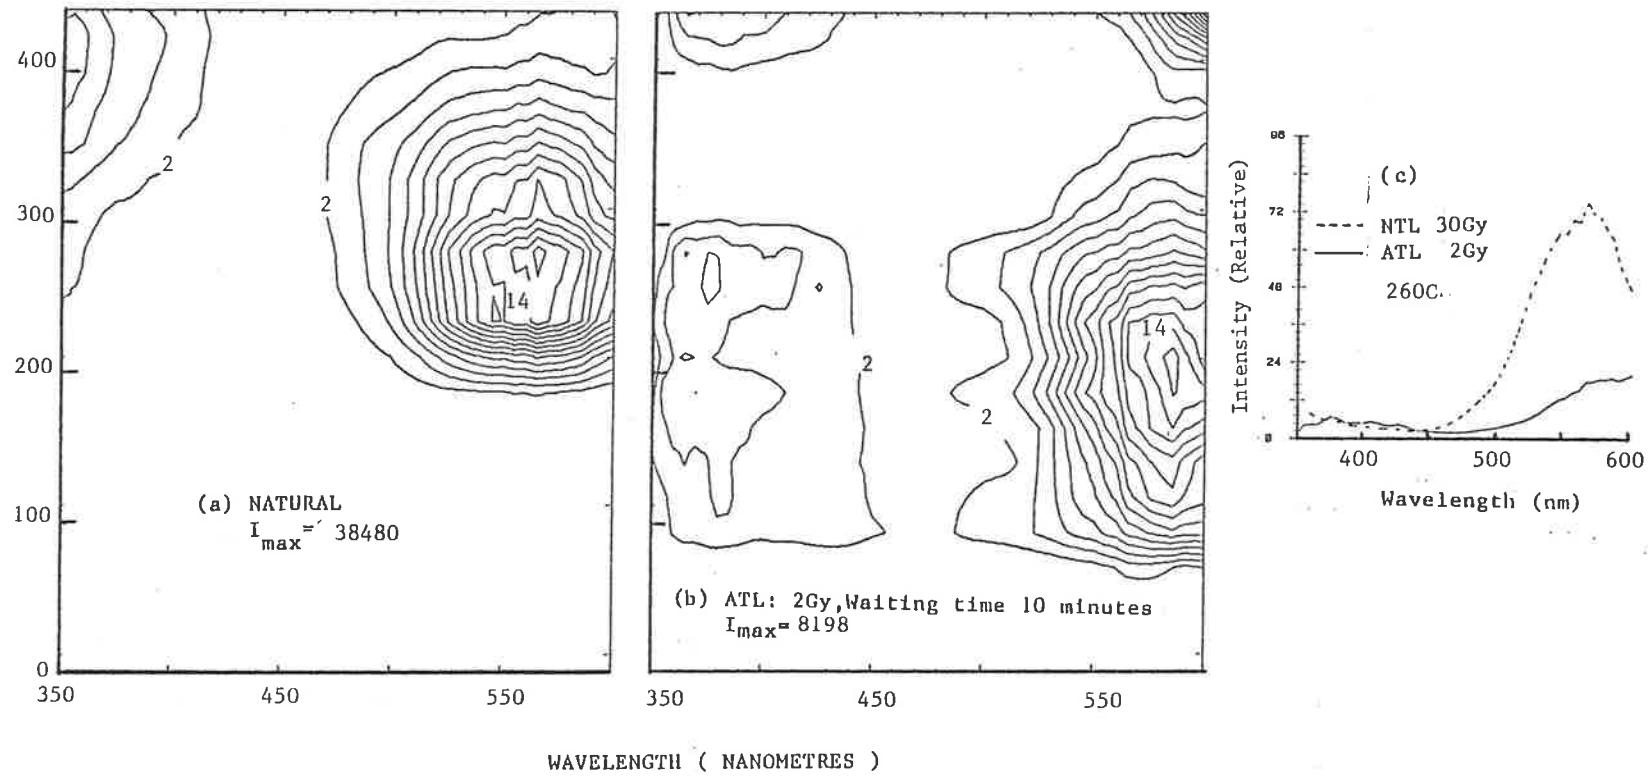 400
300
200
100
0
2
2
14
(a) NATURAL
I max = 38480
350
450
550
2
2
14
(b) ATL: 2Gy,Waiting time 10 minutes
I max = 8198
350
450
550
WAVELENGTH ( NANOMETRES )
Intensity (Relative)
96
72
48
24
0
(c)
NTL 30Gy
ATL 2Gy
260C
400
500
600
Wavelength (nm)